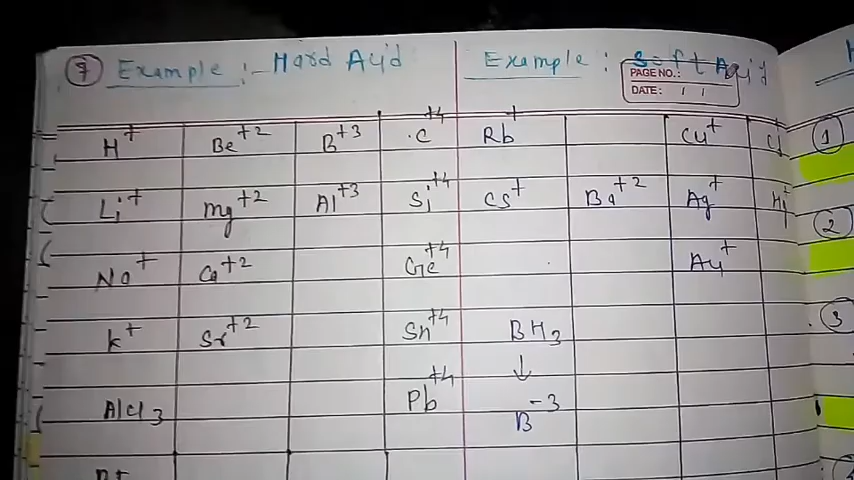 7 Example :- Hard Acid Example : Soft Acid
PAGE NO.:
DATE: / /
H+ Be+2 B+3 C+4 Rb+ Cu+ 1
Li+ Mg+2 Al+3 Si+4 Cs+ Ba+2 Ag+ 2
Na+ Ca+2 Ge+4 Au+
K+ Sr+2 Sn+4 BH3 3
↓
AlCl3 Pb+4 B-3